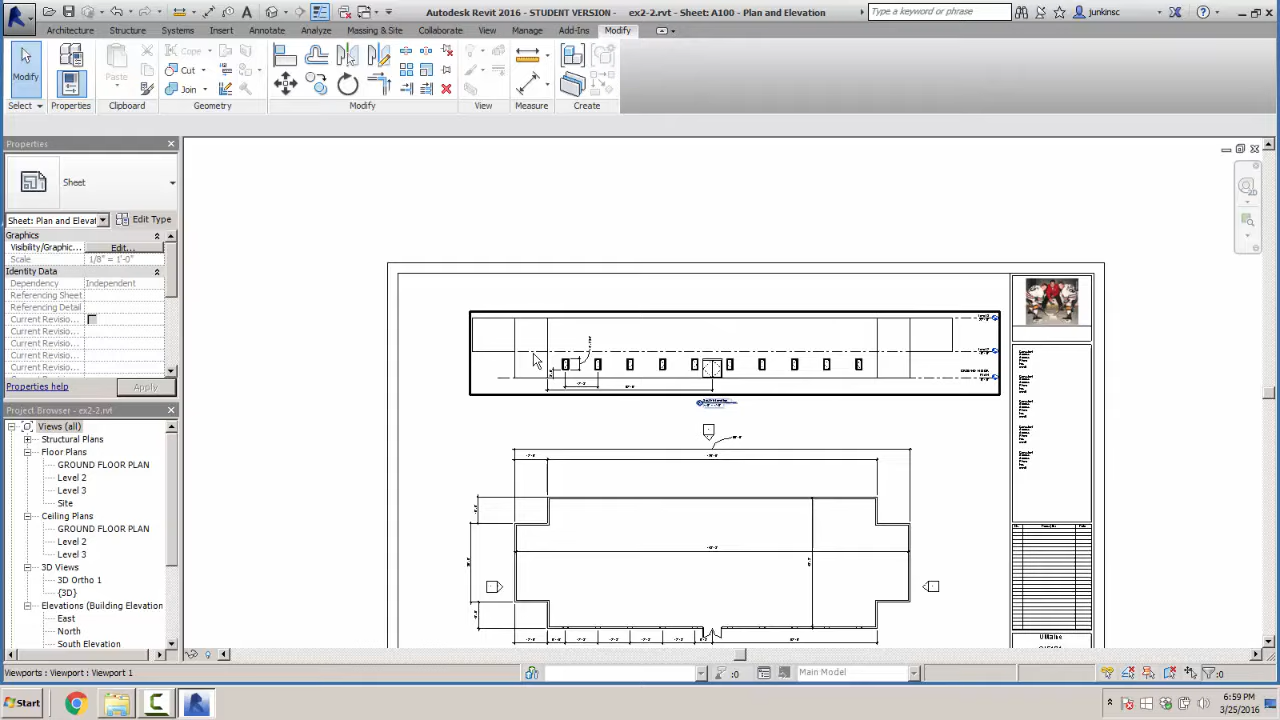 Autodesk Revit 2016 - STUDENT VERSION - ex2-2.rvt - Sheet: A100 - Plan and Elevation
Type a keyword or phrase
junkinsc
Architecture Structure Systems Insert Annotate Analyze Massing & Site Collaborate View Manage Add-Ins Modify
Modify
Paste
Cope
Cut
Join
Select Properties Clipboard Geometry Modify View Measure Create
Properties
Sheet
Sheet: Plan and Elevat
Edit Type
Graphics
Visibility/Graphic... Edit...
Scale 1/8" = 1'-0"
Identity Data
Dependency Independent
Referencing Sheet
Referencing Detail
Current Revisio...
Current Revisio...
Current Revisio...
Current Revisio...
Current Revisio...
Properties help
Apply
Project Browser - ex2-2.rvt
Views (all)
Structural Plans
Floor Plans
GROUND FLOOR PLAN
Level 2
Level 3
Site
Ceiling Plans
GROUND FLOOR PLAN
Level 2
Level 3
3D Views
3D Ortho 1
{3D}
Elevations (Building Elevation
East
North
South Elevation
Viewports : Viewport : Viewport 1
:0
Main Model
:0
Start
6:59 PM
3/25/2016